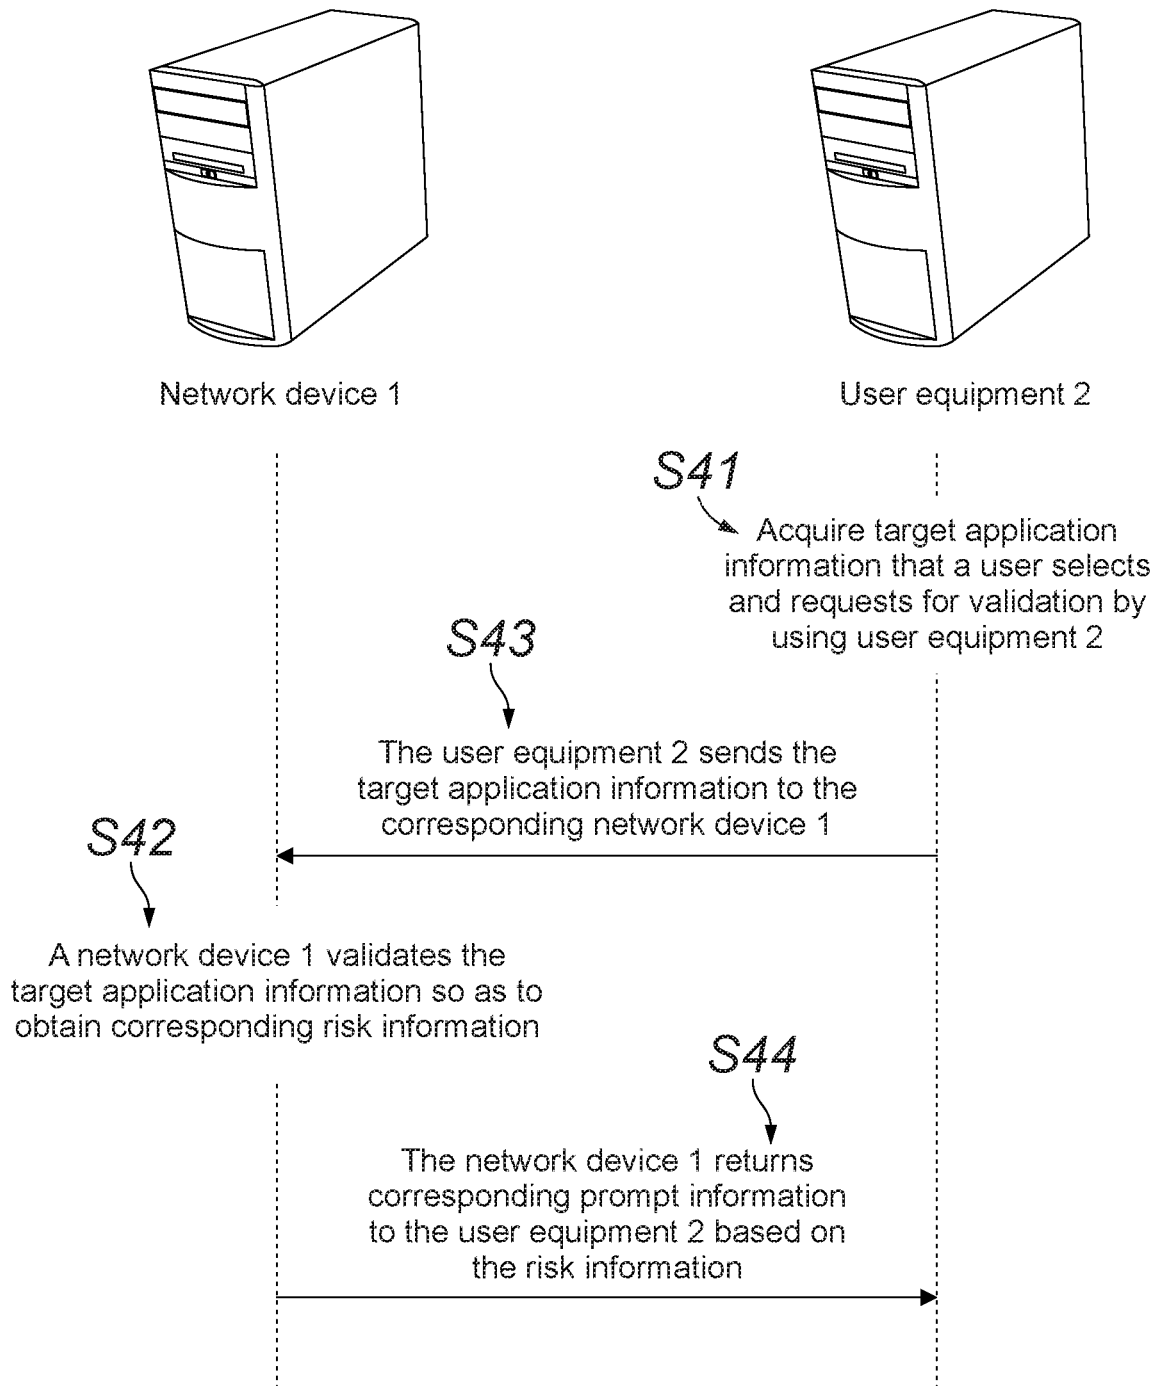 Network device 1
User equipment 2
S41
Acquire target application
information that a user selects
and requests for validation by
using user equipment 2
S43
The user equipment 2 sends the
target application information to the
corresponding network device 1
S42
A network device 1 validates the
target application information so as to
obtain corresponding risk information
S44
The network device 1 returns
corresponding prompt information
to the user equipment 2 based on
the risk information